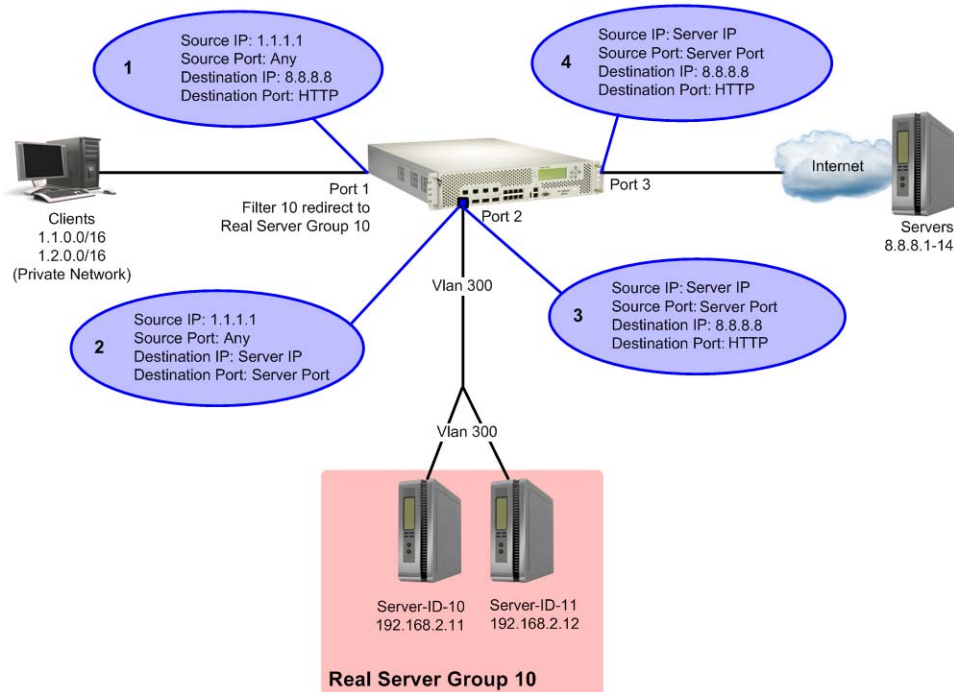 1
Source IP: 1.1.1.1
Source Port: Any
Destination IP: 8.8.8.8
Destination Port: HTTP
4
Source IP: Server IP
Source Port: Server Port
Destination IP: 8.8.8.8
Destination Port: HTTP
Clients
1.1.0.0/16
1.2.0.0/16
(Private Network)
Port 1
Filter 10 redirect to
Real Server Group 10
Port 2
Port 3
Internet
Servers
8.8.8.1-14
Vlan 300
2
Source IP: 1.1.1.1
Source Port: Any
Destination IP: Server IP
Destination Port: Server Port
3
Source IP: Server IP
Source Port: Server Port
Destination IP: 8.8.8.8
Destination Port: HTTP
Vlan 300
Server-ID-10
192.168.2.11
Server-ID-11
192.168.2.12
Real Server Group 10